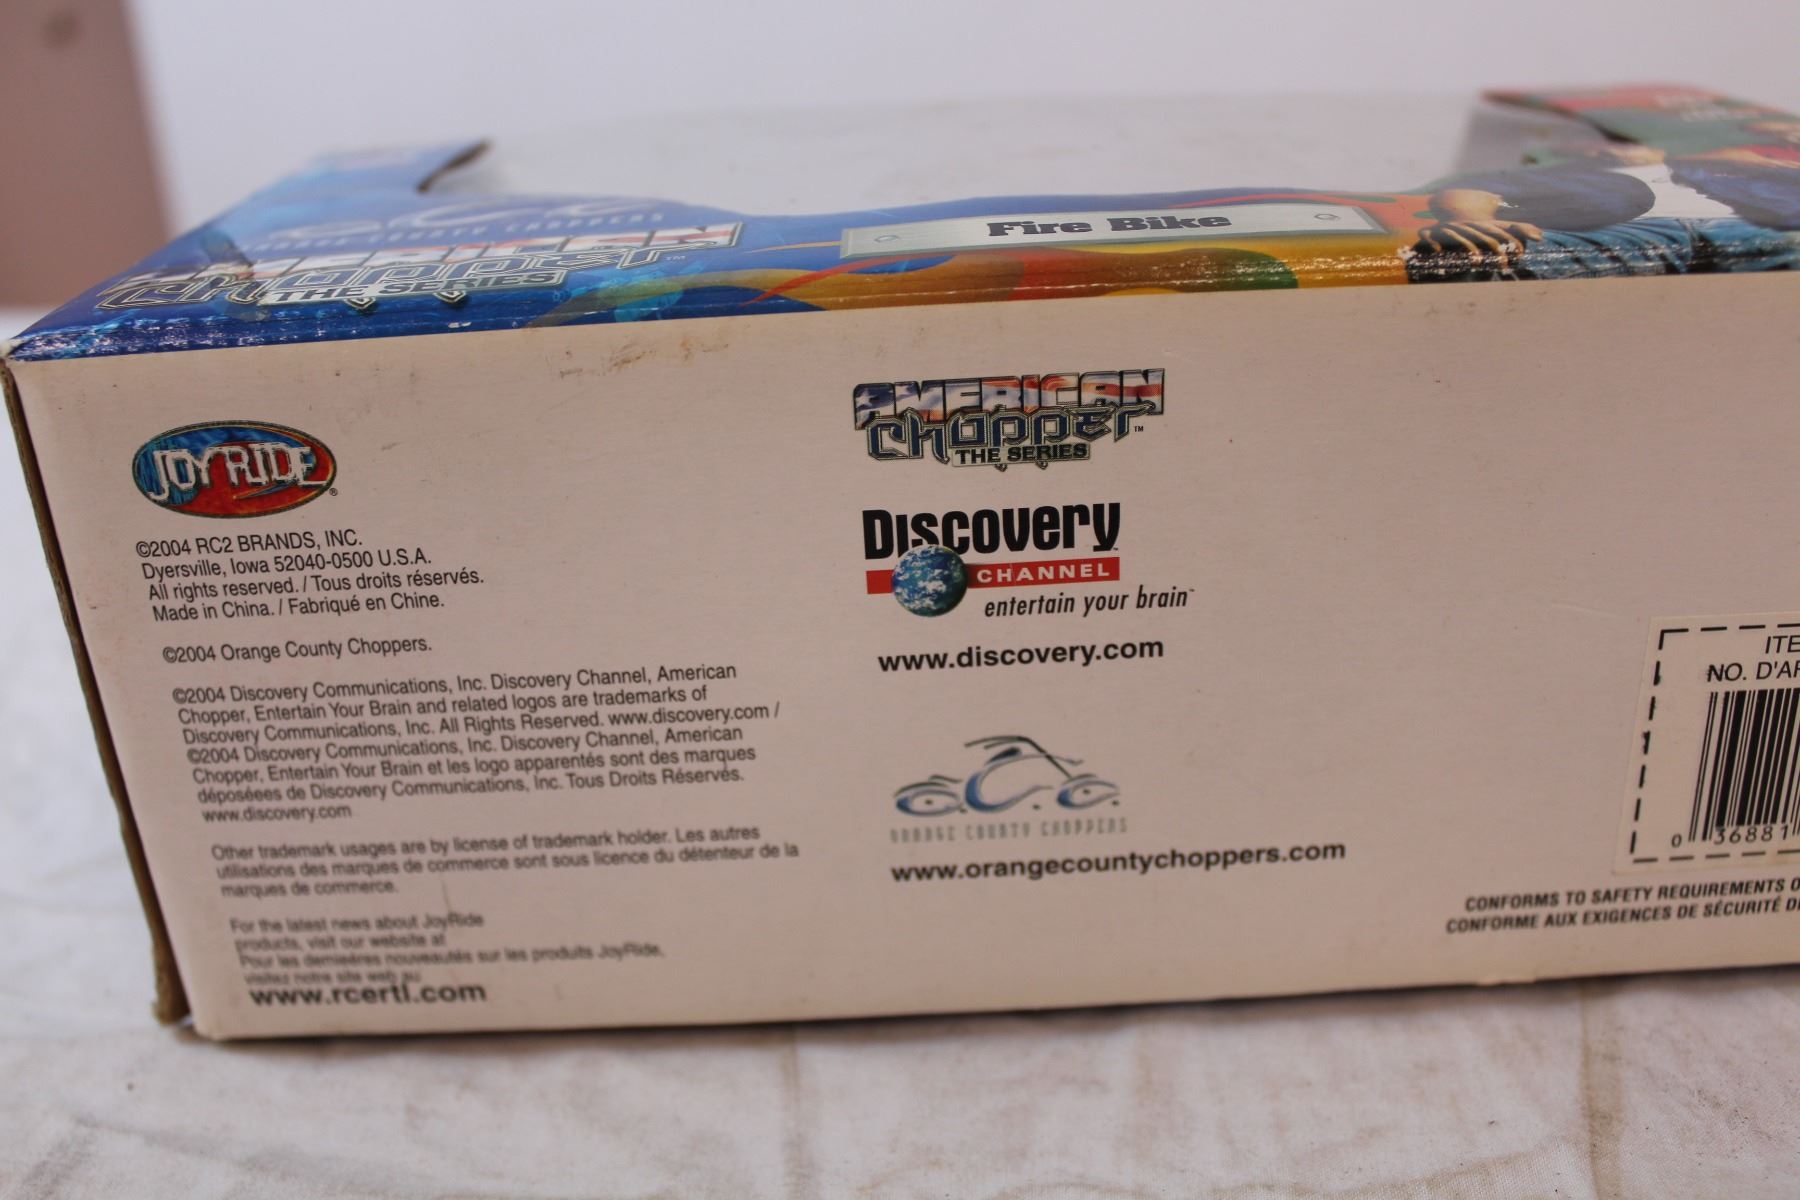 ORANGE COUNTY CHOPPERS
AMERICAN
Chopper™
THE SERIES
Fire Bike
JOYRIDE®
©2004 RC2 BRANDS, INC.
Dyersville, Iowa 52040-0500 U.S.A.
All rights reserved. / Tous droits réservés.
Made in China. / Fabriqué en Chine.
©2004 Orange County Choppers.
©2004 Discovery Communications, Inc. Discovery Channel, American
Chopper, Entertain Your Brain and related logos are trademarks of
Discovery Communications, Inc. All Rights Reserved. www.discovery.com /
©2004 Discovery Communications, Inc. Discovery Channel, American
Chopper, Entertain Your Brain et les logo apparentés sont des marques
déposéees de Discovery Communications, Inc. Tous Droits Réservés.
www.discovery.com
Other trademark usages are by license of trademark holder. Les autres
utilisations des marques de commerce sont sous licence du détenteur de la
marques de commerce.
For the latest news about JoyRide
products, visit our website at
Pour les dernieéres nouveautés sur les produits JoyRide,
visitez notre site web au
www.rcertl.com
AMERICAN
Chopper™
THE SERIES
Discovery
CHANNEL
entertain your brain™
www.discovery.com
O.C.C.
ORANGE COUNTY CHOPPERS
www.orangecountychoppers.com
ITE
NO. D'AR
0 36881
CONFORMS TO SAFETY REQUIREMENTS O
CONFORME AUX EXIGENCES DE SÉCURITÉ D